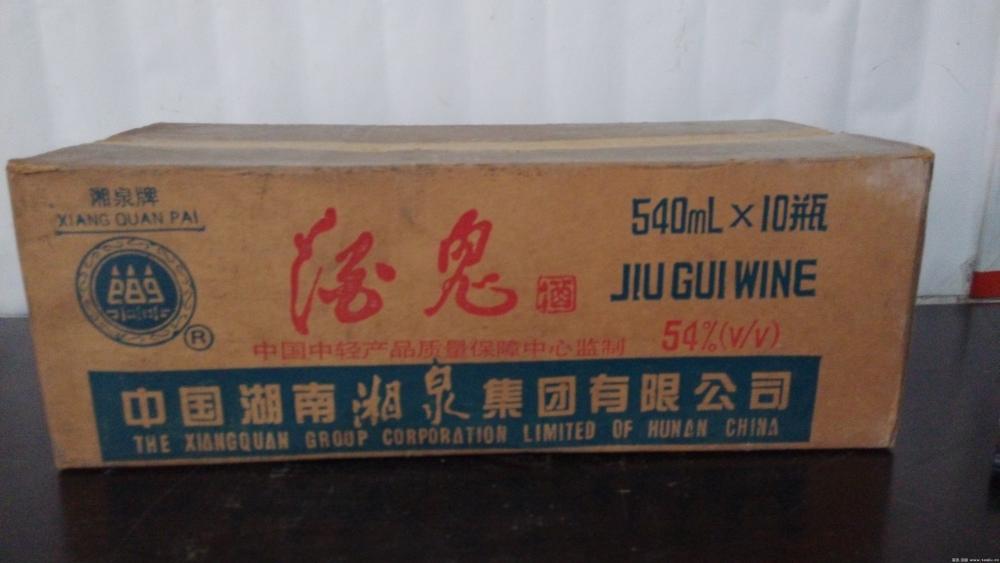 湘泉牌
XIANG QUAN PAI
®
酒鬼酒
540mL×10瓶
JIU GUI WINE
54%(v/v)
中国中轻产品质量保障中心监制
中国湖南湘泉集团有限公司
THE XIANGQUAN GROUP CORPORATION LIMITED OF HUNAN CHINA